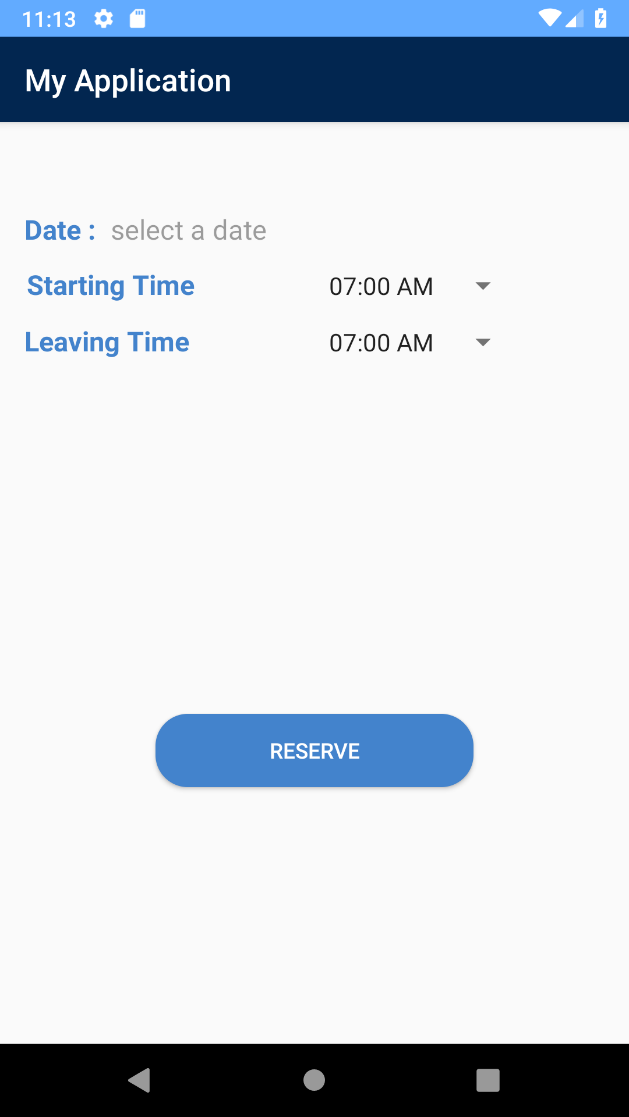 11:13
My Application
Date : select a date
Starting Time 07:00 AM
Leaving Time 07:00 AM
RESERVE